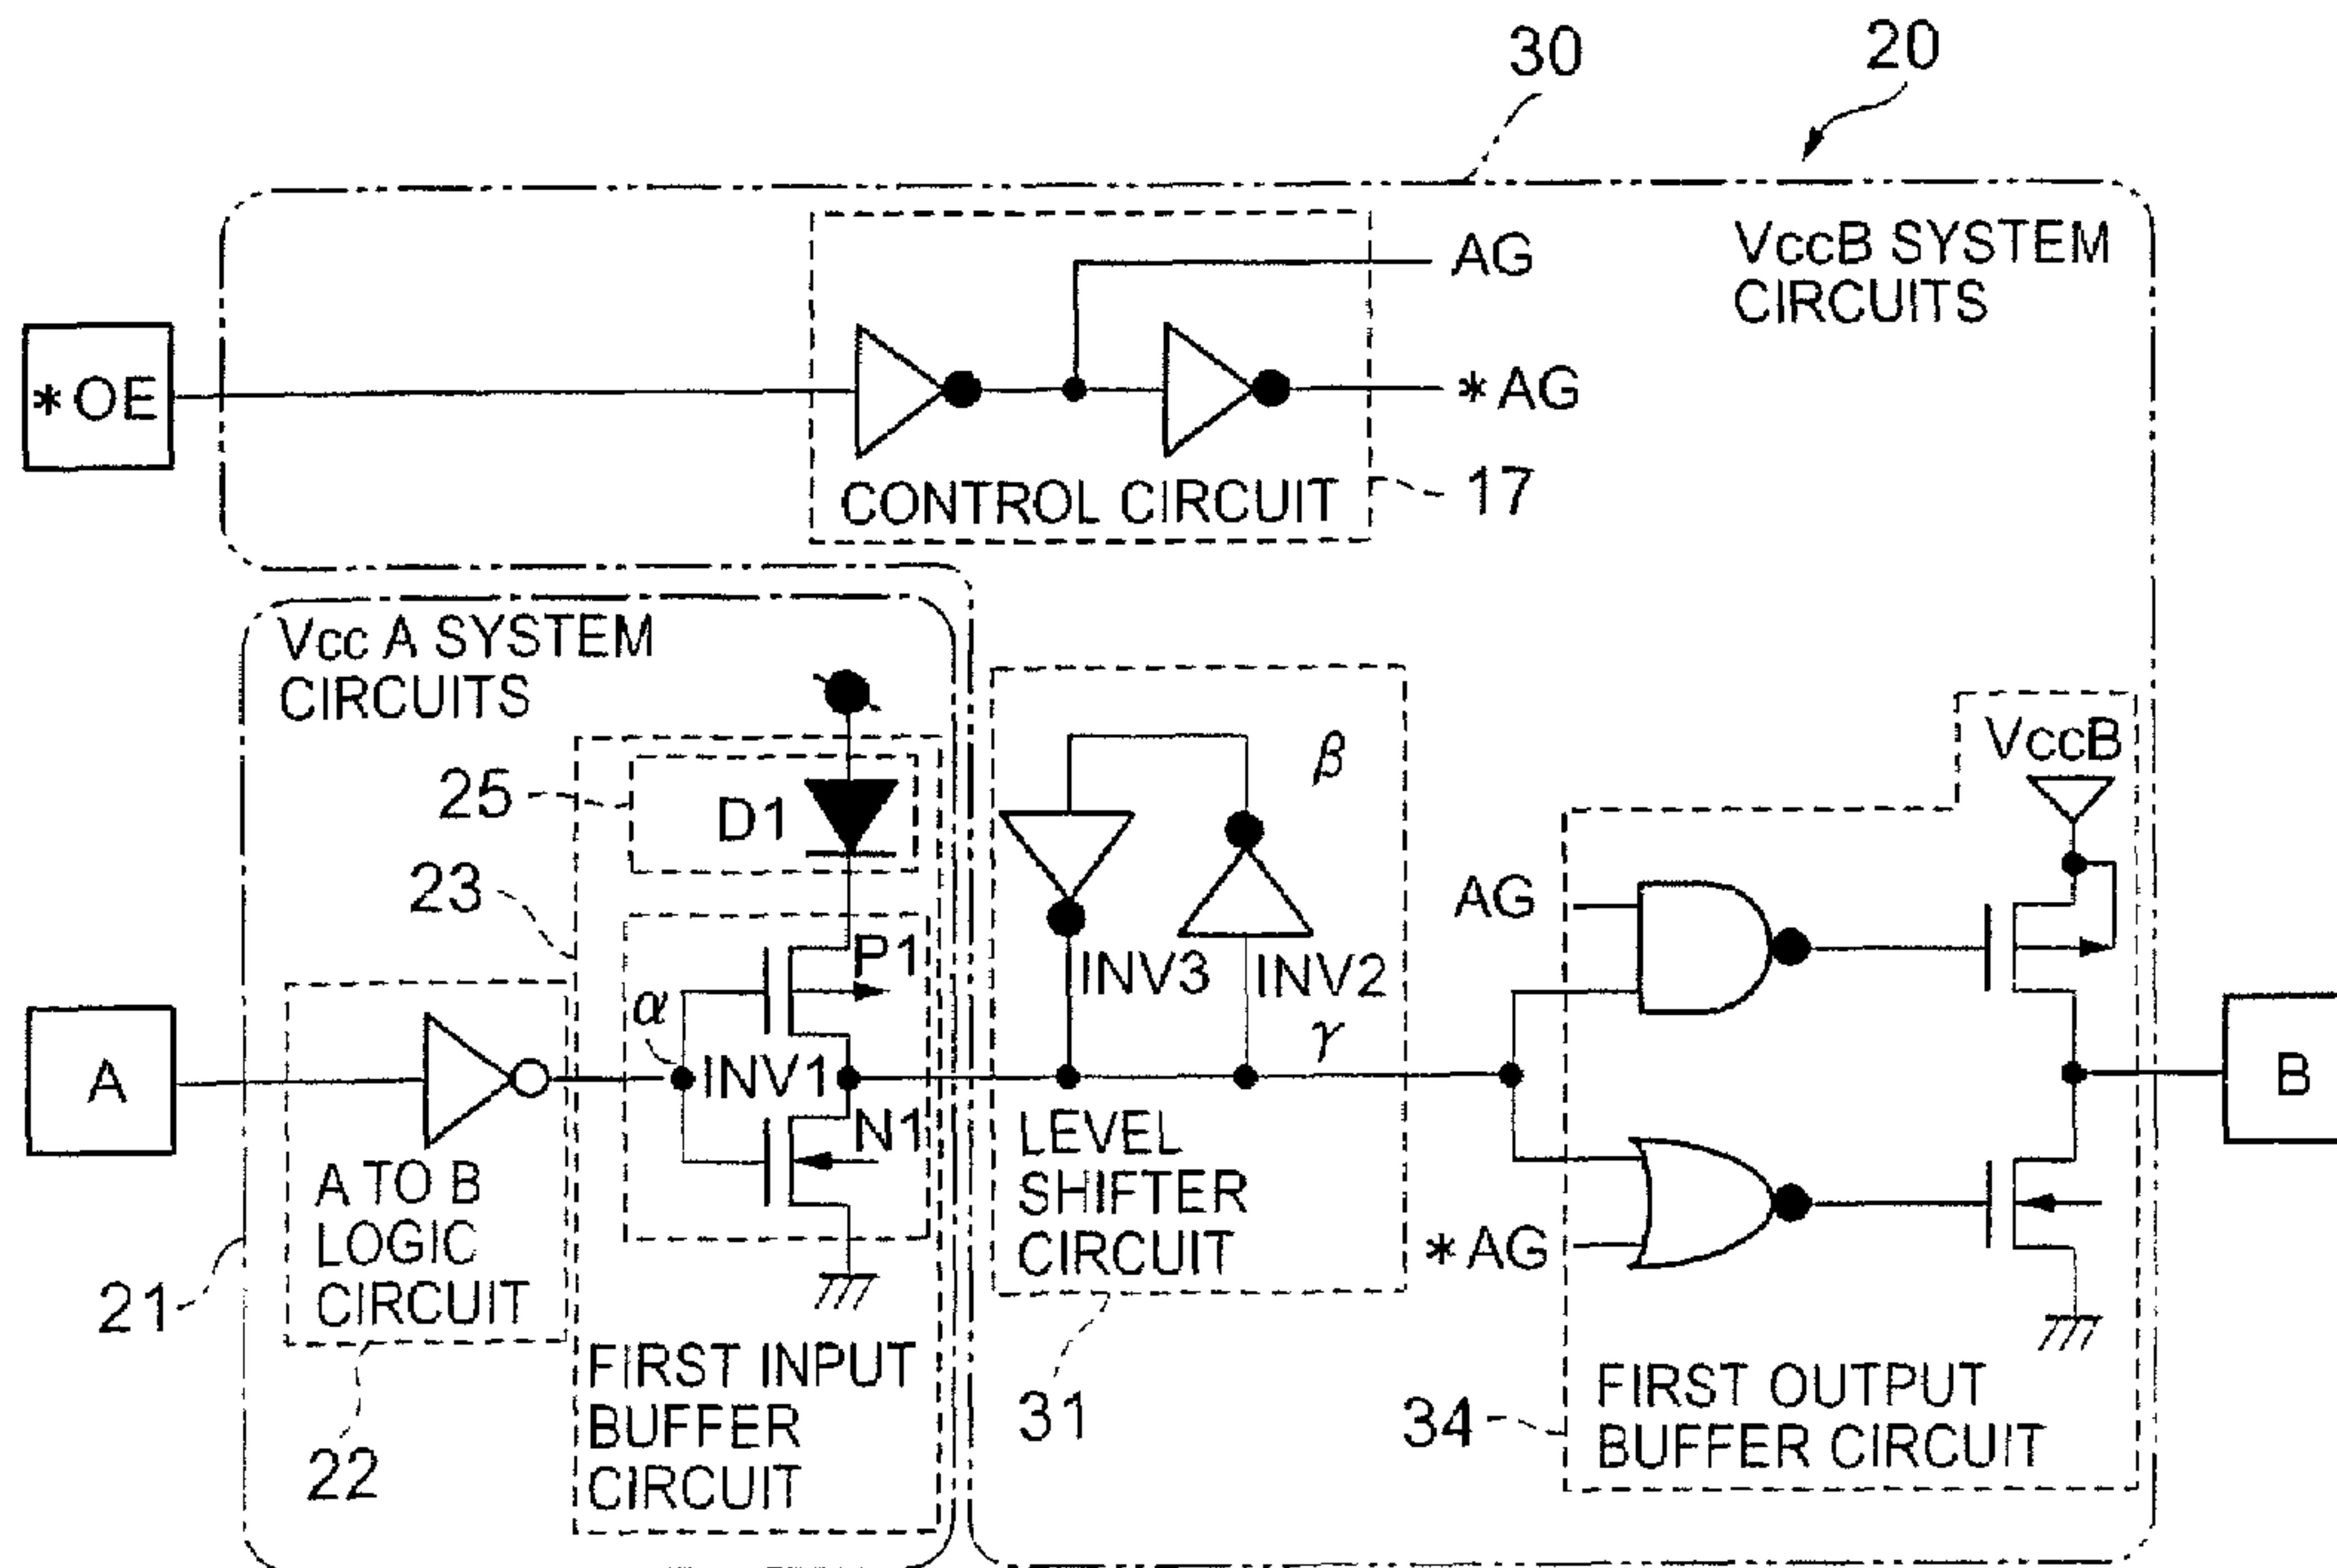 30
20
VccB SYSTEM
CIRCUITS
AG
*OE
*AG
CONTROL CIRCUIT
17
Vcc A SYSTEM
CIRCUITS
25
D1
β
VccB
23
P1
INV3
INV2
AG
α
γ
A
INV1
B
N1
LEVEL
SHIFTER
CIRCUIT
A TO B
LOGIC
CIRCUIT
*AG
21
FIRST INPUT
BUFFER
CIRCUIT
22
31
34
FIRST OUTPUT
BUFFER CIRCUIT